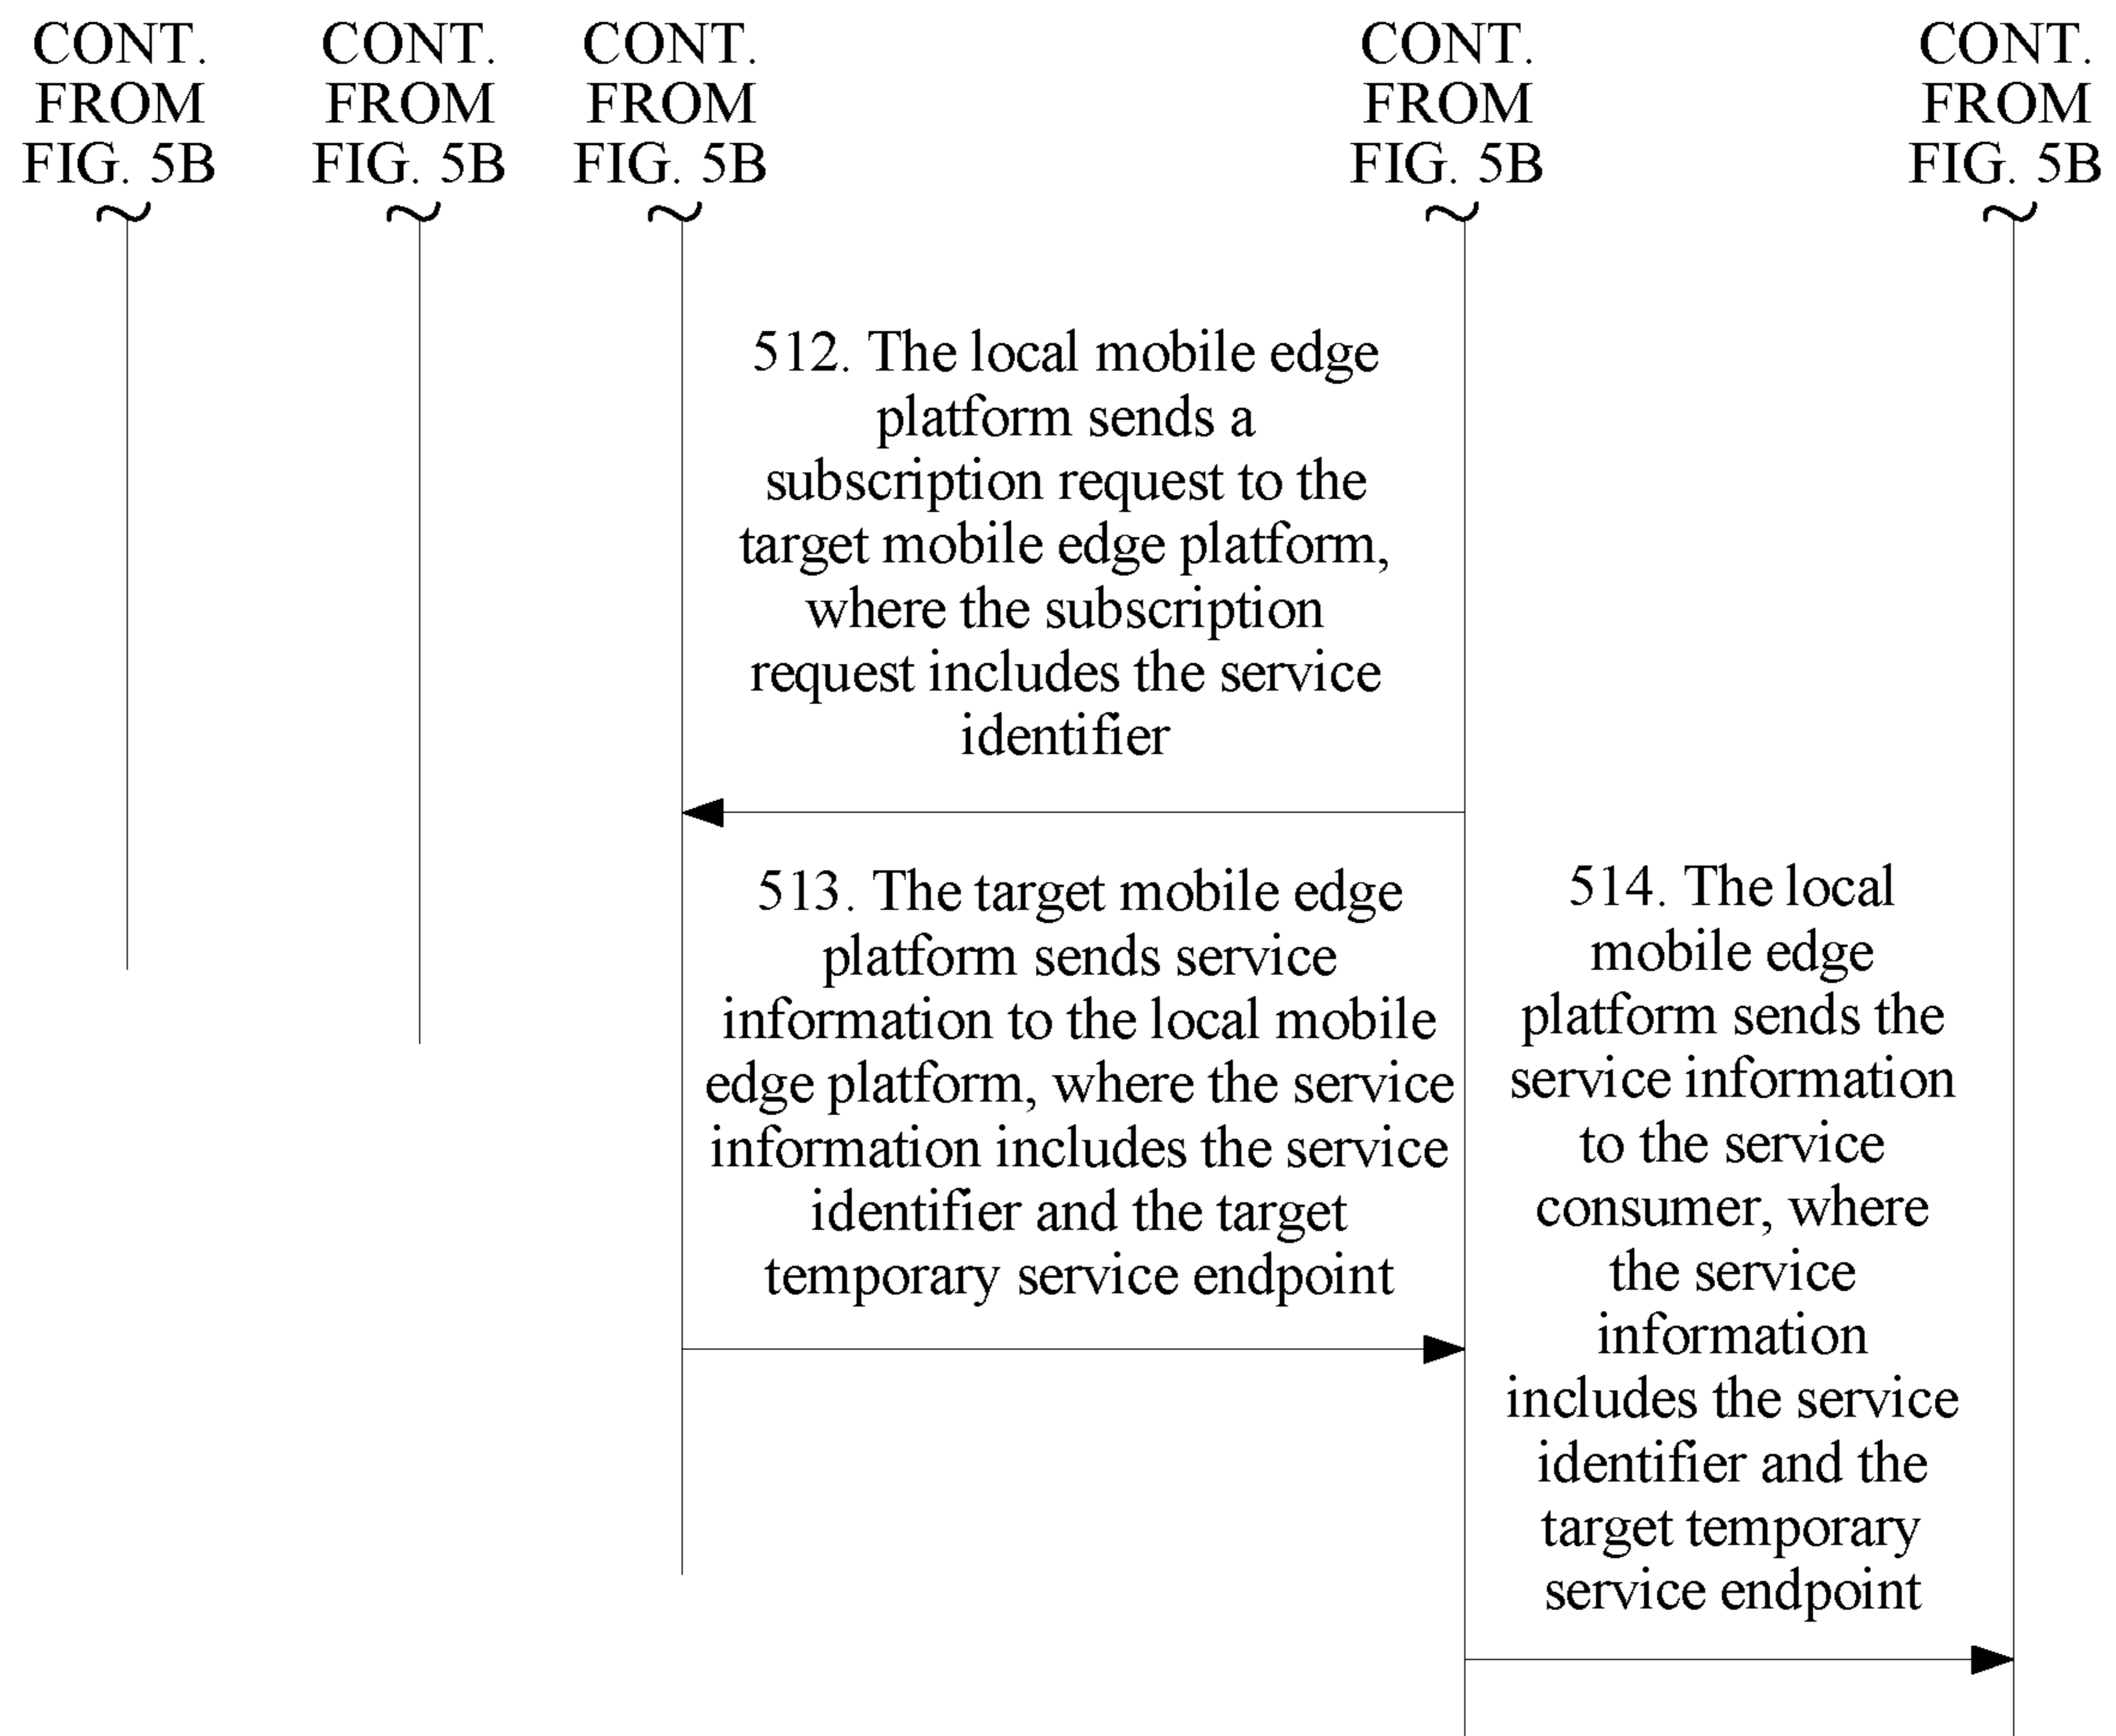 CONT.
FROM
FIG. 5B
CONT.
FROM
FIG. 5B
CONT.
FROM
FIG. 5B
CONT.
FROM
FIG. 5B
CONT.
FROM
FIG. 5B
512. The local mobile edge
platform sends a
subscription request to the
target mobile edge platform,
where the subscription
request includes the service
identifier
513. The target mobile edge
platform sends service
information to the local mobile
edge platform, where the service
information includes the service
identifier and the target
temporary service endpoint
514. The local
mobile edge
platform sends the
service information
to the service
consumer, where
the service
information
includes the service
identifier and the
target temporary
service endpoint